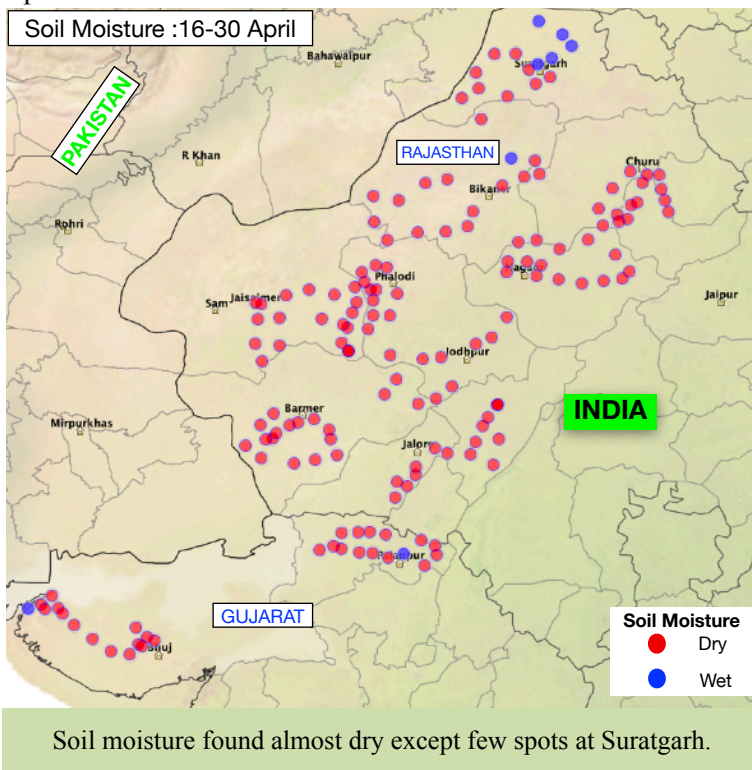 Soil Moisture :16-30 April
Bahawalpur
Suratgarh
PAKISTAN
R Khan
RAJASTHAN
Churu
Bikaner
Rohri
Phalodi
Nagaur
Sam
Jaisalmer
Jaipur
Jodhpur
Barmer
INDIA
Mirpurkhas
Jalore
Palanpur
GUJARAT
Bhuj
Soil Moisture
Dry
Wet
Soil moisture found almost dry except few spots at Suratgarh.